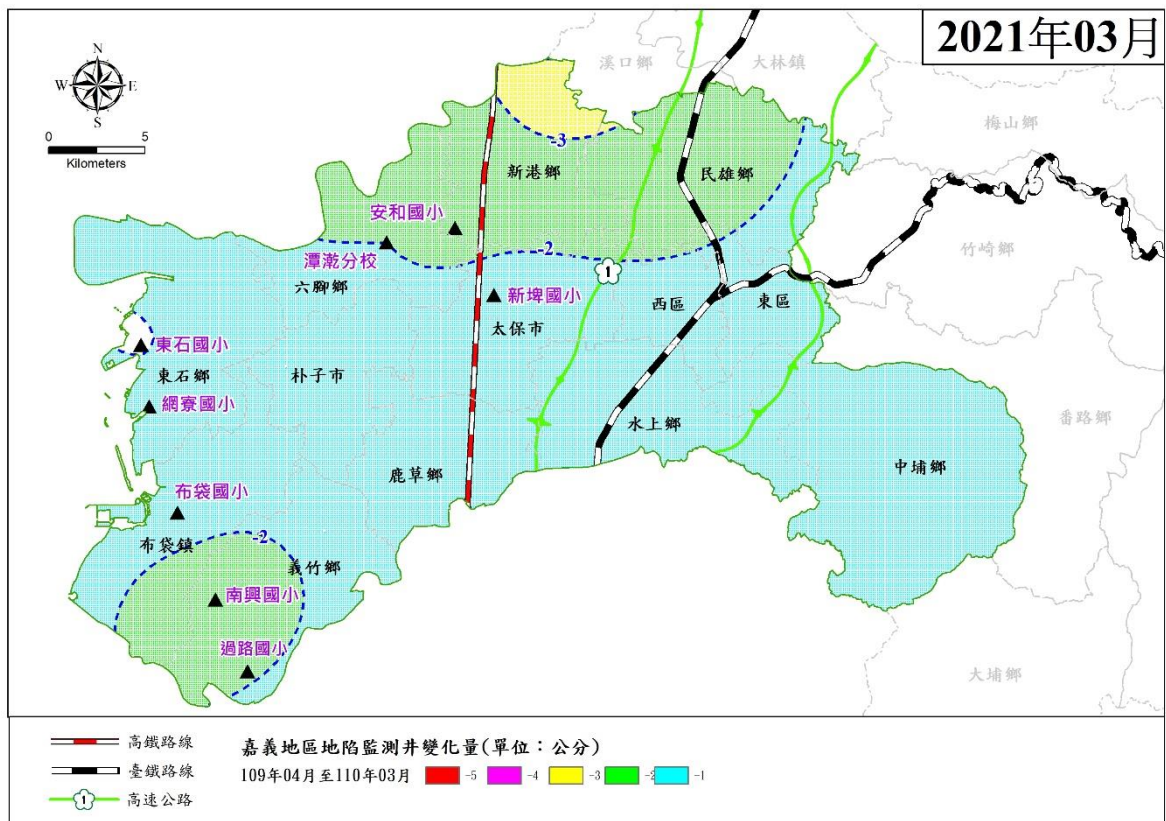 2021年03月
N
W
E
S
0
5
Kilometers
溪口鄉
大林鎮
梅山鄉
-3
新港鄉
民雄鄉
安和國小
竹崎鄉
潭漧分校
-2
1
六腳鄉
新埤國小
西區
東區
太保市
東石國小
東石鄉
朴子市
網寮國小
番路鄉
水上鄉
中埔鄉
鹿草鄉
布袋國小
-2
布袋鎮
義竹鄉
南興國小
過路國小
大埔鄉
高鐵路線
臺鐵路線
1
高速公路
嘉義地區地陷監測井變化量(單位：公分)
109年04月至110年03月
-5
-4
-3
-2
-1